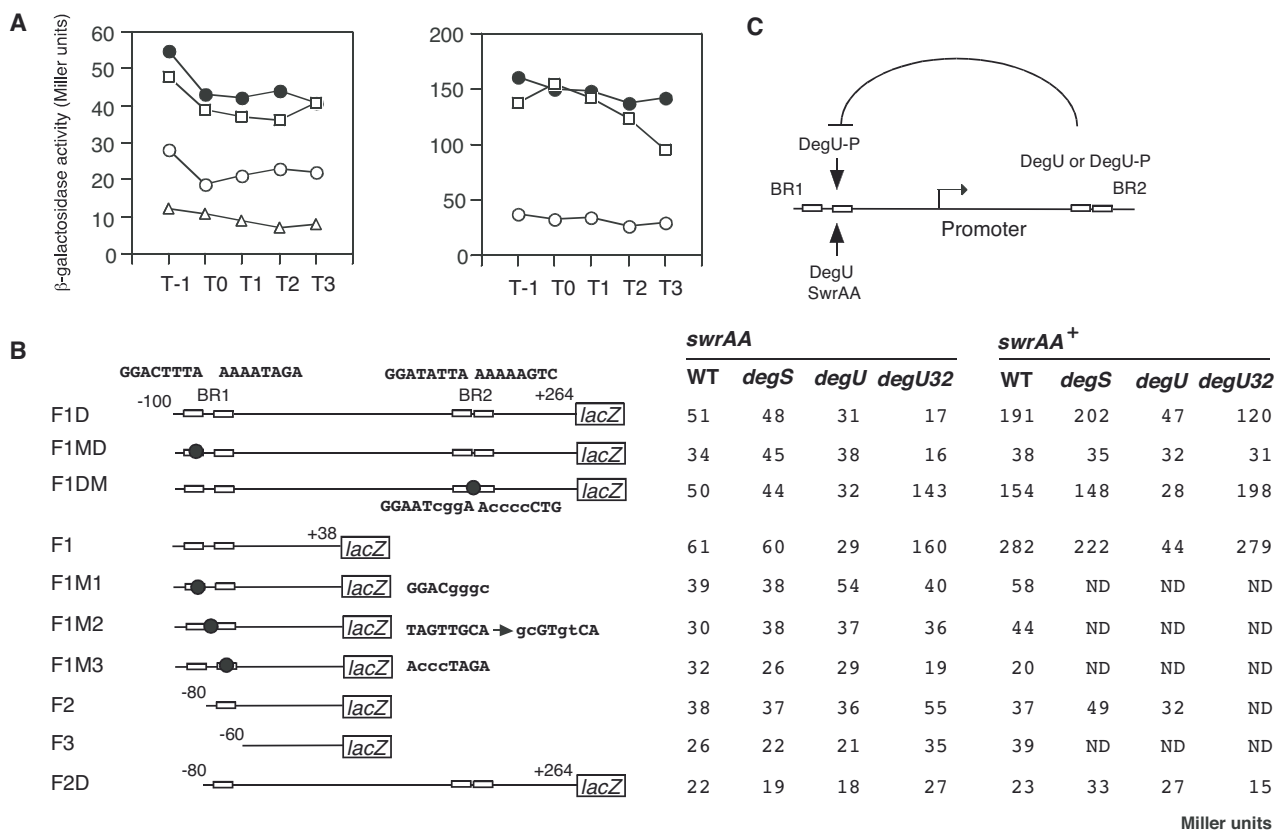 A
β-galactosidase activity (Miller units)
60
50
40
30
20
10
0
T-1 T0 T1 T2 T3
200
150
100
50
0
T-1 T0 T1 T2 T3
C
DegU-P
DegU or DegU-P
BR1
BR2
Promoter
DegU
SwrAA
B
swrAA swrAA+
GGACTTTA AAAATAGA GGATATTA AAAAAGTC
WT degS degU degU32 WT degS degU degU32
-100 BR1 BR2 +264
F1D lacZ 51 48 31 17 191 202 47 120
F1MD lacZ 34 45 38 16 38 35 32 31
F1DM lacZ 50 44 32 143 154 148 28 198
GGAATcggA AccccCTG
+38
F1 lacZ 61 60 29 160 282 222 44 279
F1M1 lacZ GGACgggc 39 38 54 40 58 ND ND ND
F1M2 lacZ TAGTTGCA gcGTgtCA 30 38 37 36 44 ND ND ND
F1M3 lacZ AcccTAGA 32 26 29 19 20 ND ND ND
-80
F2 lacZ 38 37 36 55 37 49 32 ND
-60
F3 lacZ 26 22 21 35 39 ND ND ND
-80 +264
F2D lacZ 22 19 18 27 23 33 27 15
Miller units